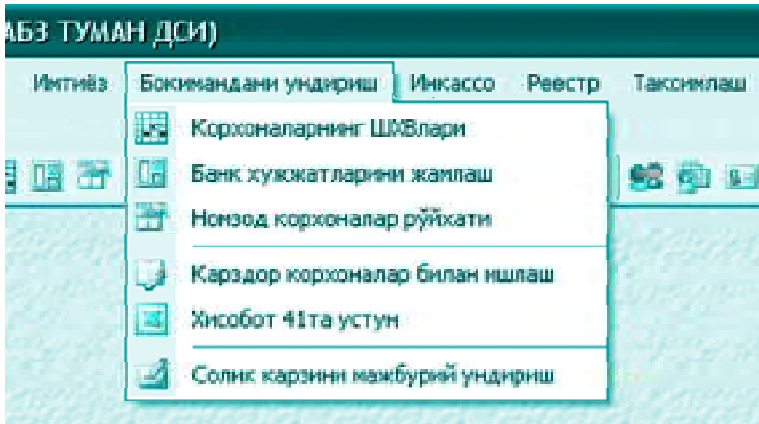 АБЗ ТУМАН ДСИ)
Имтиёз Бокимандани ундириш Инкассо Реестр Таксимлаш
Корхоналарнинг ШХВлари
Банк хужжатларини жамлаш
Номзод корхоналар рўйхати
Карздор корхоналар билан ишлаш
Хисобот 41та устун
Солик карзини мажбурий ундириш